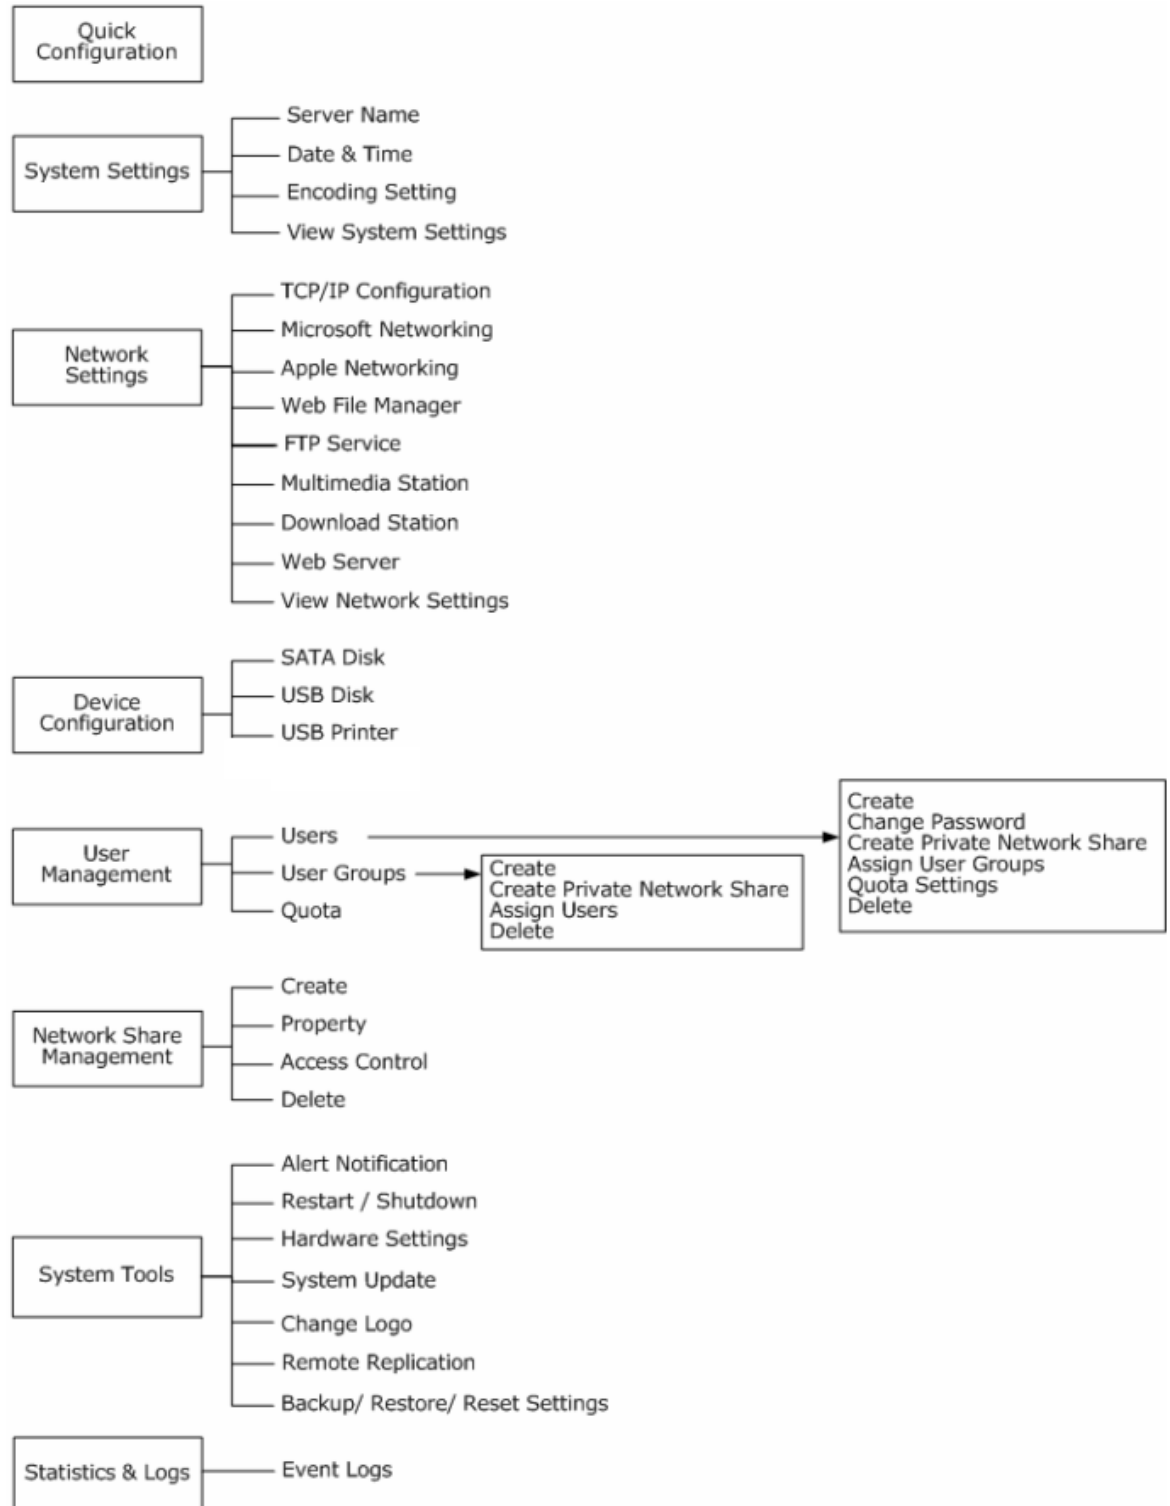 Quick
Configuration
System Settings
Server Name
Date & Time
Encoding Setting
View System Settings
Network
Settings
TCP/IP Configuration
Microsoft Networking
Apple Networking
Web File Manager
FTP Service
Multimedia Station
Download Station
Web Server
View Network Settings
Device
Configuration
SATA Disk
USB Disk
USB Printer
User
Management
Users
Create
Change Password
Create Private Network Share
Assign User Groups
Quota Settings
Delete
User Groups
Create
Create Private Network Share
Assign Users
Delete
Quota
Network Share
Management
Create
Property
Access Control
Delete
System Tools
Alert Notification
Restart / Shutdown
Hardware Settings
System Update
Change Logo
Remote Replication
Backup/ Restore/ Reset Settings
Statistics & Logs
Event Logs